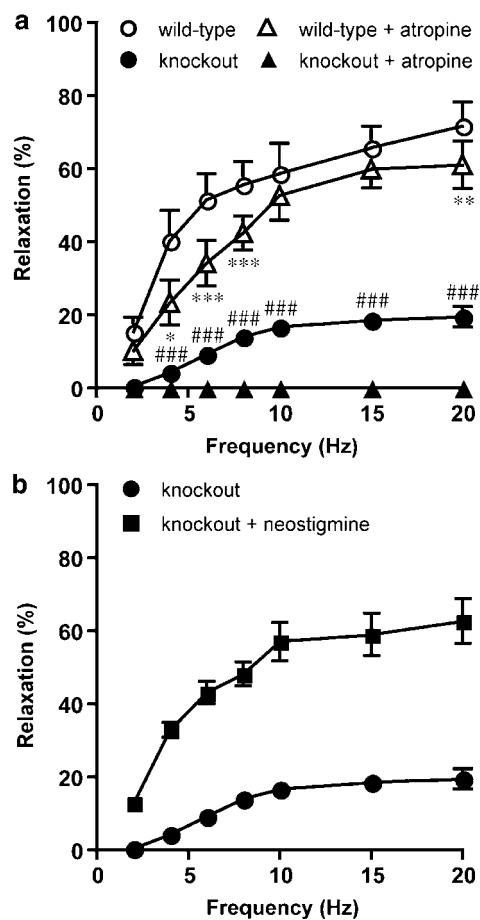 a
wild-type
wild-type + atropine
knockout
knockout + atropine
Relaxation (%)
100
80
60
40
20
0
**
***
***
*
###
###
###
###
###
###
0
5
10
15
20
Frequency (Hz)
b
knockout
knockout + neostigmine
Relaxation (%)
100
80
60
40
20
0
0
5
10
15
20
Frequency (Hz)